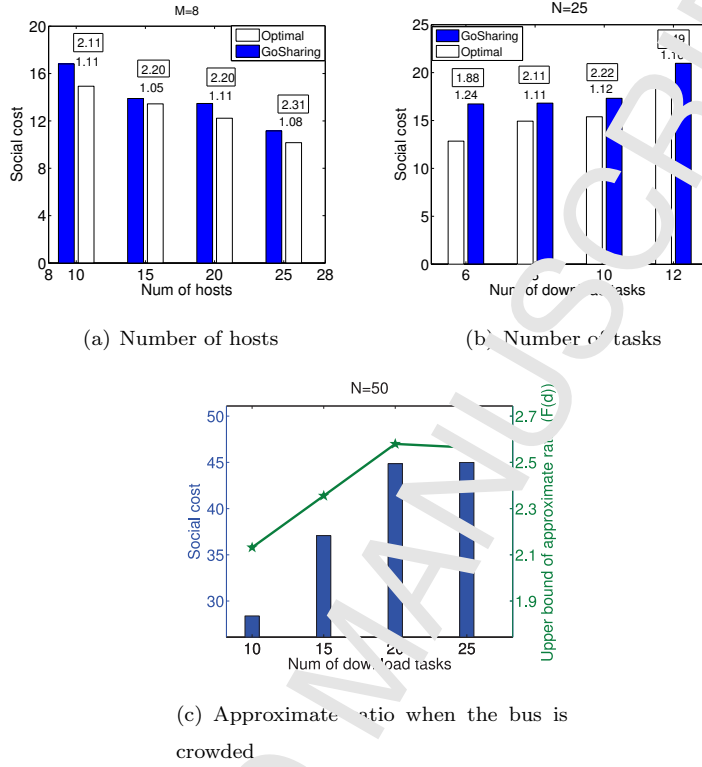 M=8
Optimal
GoSharing
20
16
12
8
4
0
Social cost
2.11
1.11
2.20
1.05
2.20
1.11
2.31
1.08
8 10 15 20 25 28
Num of hosts
(a) Number of hosts
N=25
GoSharing
Optimal
25
20
15
10
5
0
Social cost
1.88
1.24
2.11
1.11
2.22
1.12
6 10 12
Num of tasks
(b) Number of tasks
N=50
50
45
40
35
30
Social cost
2.7
2.5
2.3
2.1
1.9
Upper bound of approximate (F(d))
10 15 20 25
Num of download tasks
(c) Approximate ratio when the bus is
crowded
MANUSCRI